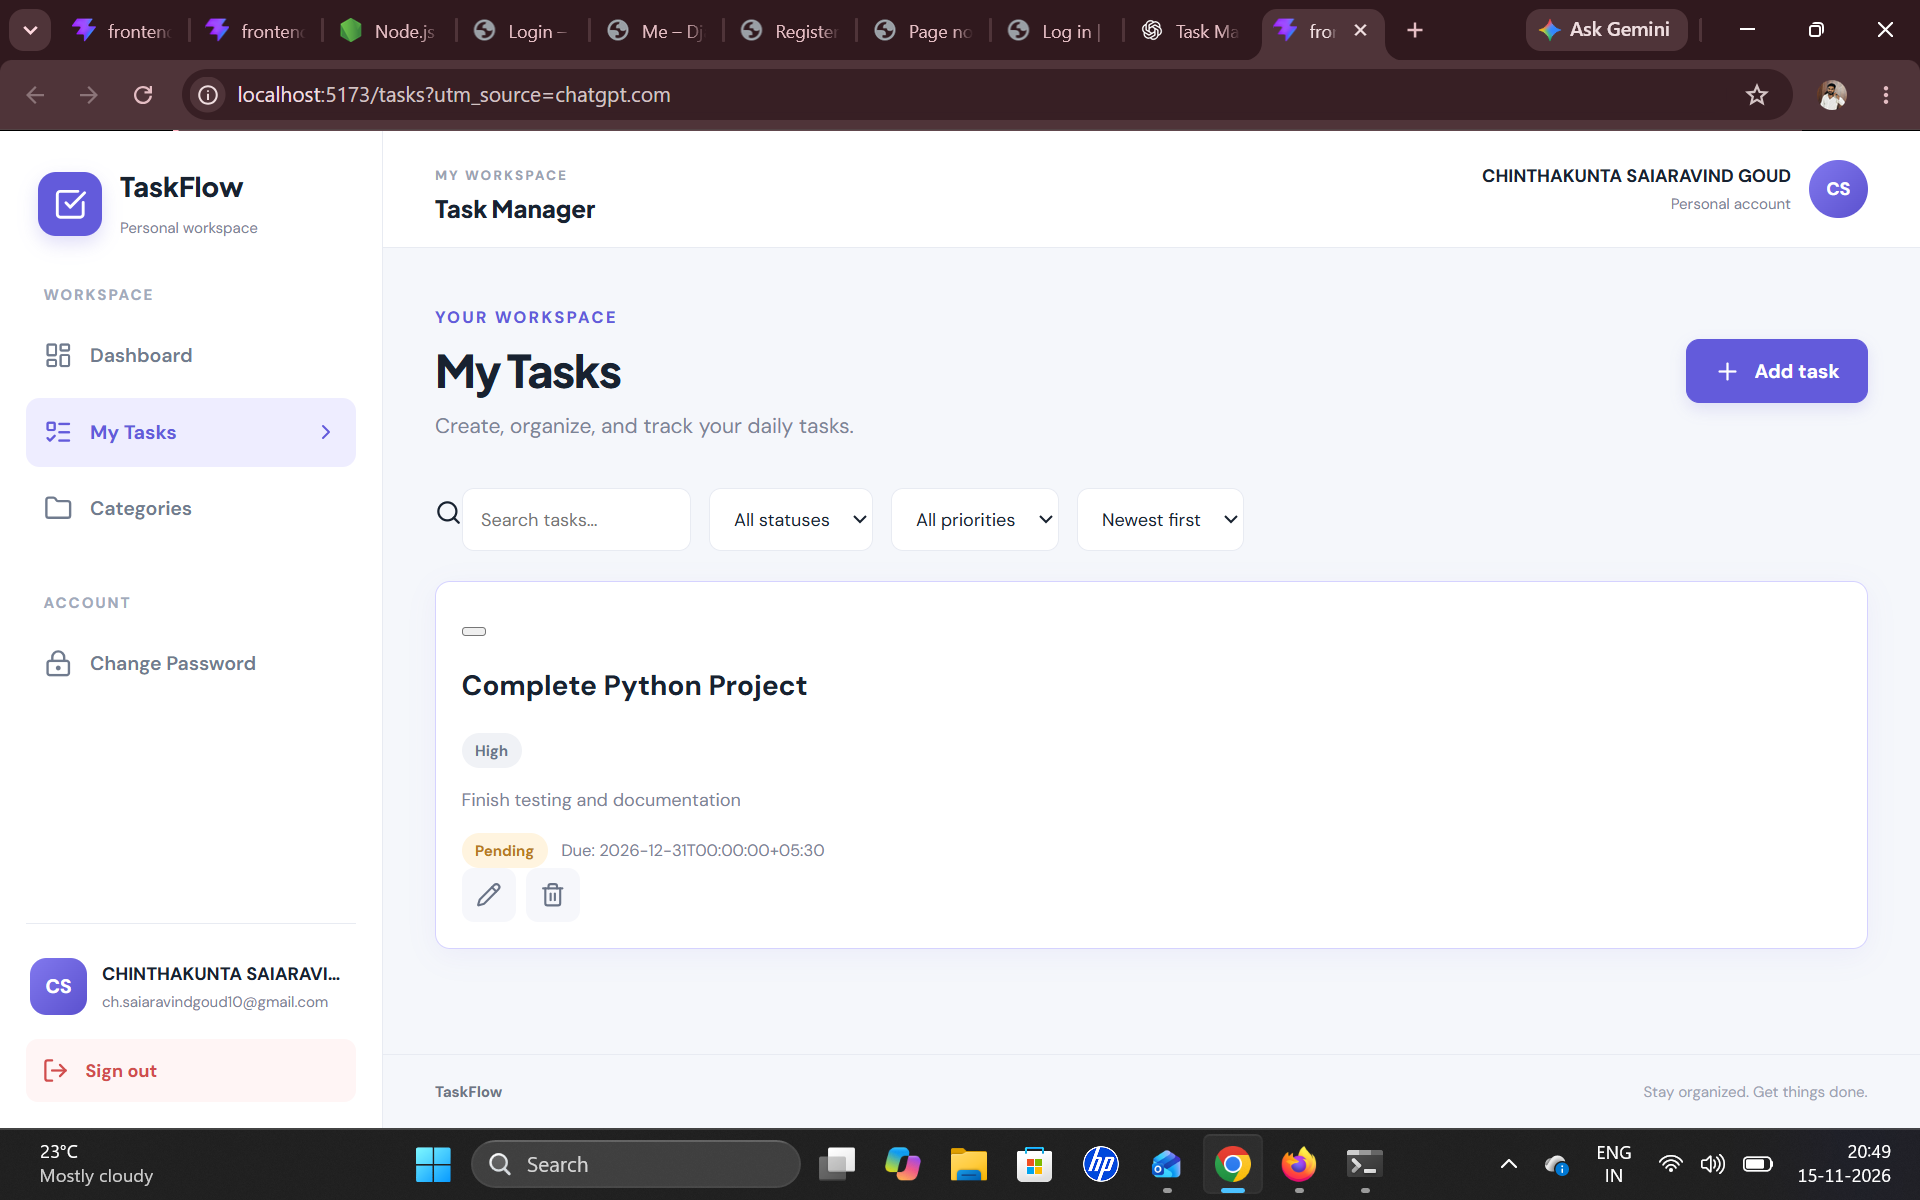 frontend
frontend
Node.js
Login –
Me – Dj
Register
Page no
Log in |
Task Ma
fro
Ask Gemini
localhost:5173/tasks?utm_source=chatgpt.com
TaskFlow
Personal workspace
WORKSPACE
Dashboard
My Tasks
Categories
ACCOUNT
Change Password
CS
CHINTHAKUNTA SAIARAVI...
ch.saiaravindgoud10@gmail.com
Sign out
MY WORKSPACE
Task Manager
CHINTHAKUNTA SAIARAVIND GOUD
Personal account
CS
YOUR WORKSPACE
My Tasks
Create, organize, and track your daily tasks.
Add task
Search tasks...
All statuses
All priorities
Newest first
Complete Python Project
High
Finish testing and documentation
Pending
Due: 2026-12-31T00:00:00+05:30
TaskFlow
Stay organized. Get things done.
23°C
Mostly cloudy
Search
hp
ENG
IN
20:49
15-11-2026